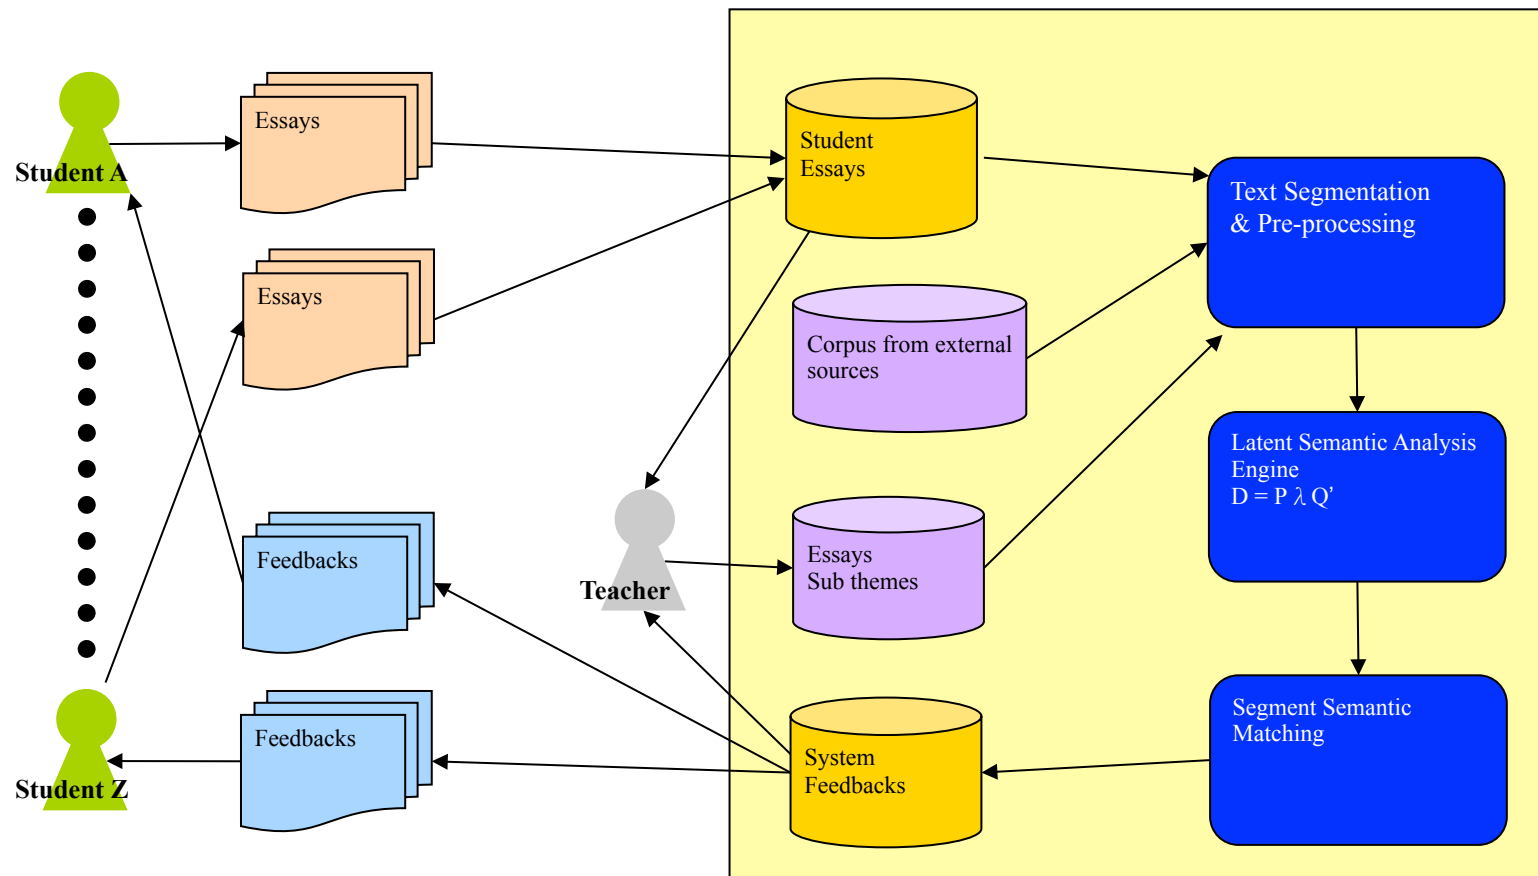 Student A
Essays
Student
Essays
Text Segmentation
& Pre-processing
Essays
Corpus from external
sources
Latent Semantic Analysis
Engine
D = P λ Q’
Feedbacks
Teacher
Essays
Sub themes
Student Z
Feedbacks
System
Feedbacks
Segment Semantic
Matching